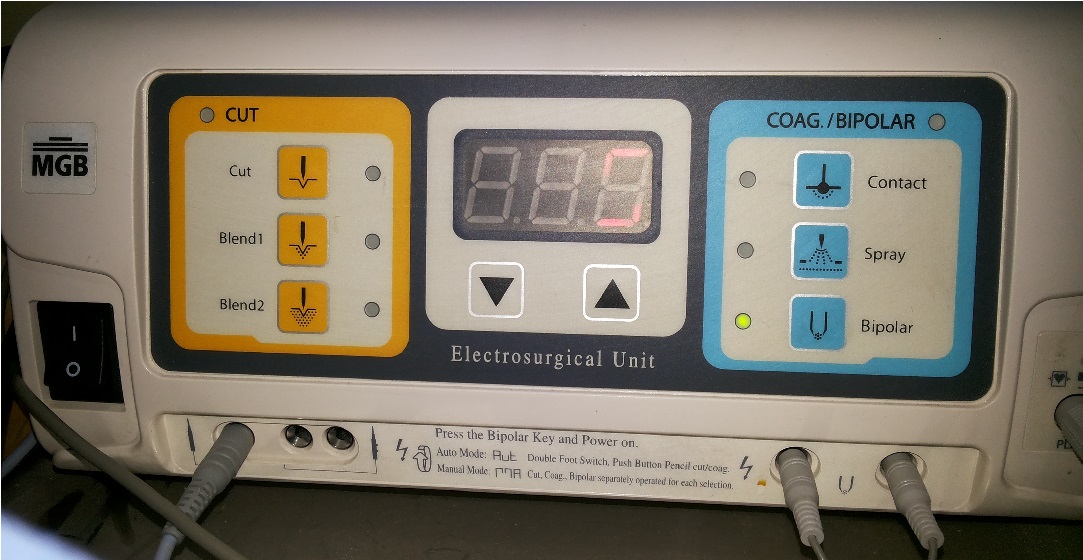 MGB
CUT
Cut
Blend1
Blend2
5
Electrosurgical Unit
COAG./BIPOLAR
Contact
Spray
Bipolar
Press the Bipolar Key and Power on.
Auto Mode: Aut Double Foot Switch, Push Button Pencil cut/coag.
Manual Mode: Cut, Coag., Bipolar separately operated for each selection.